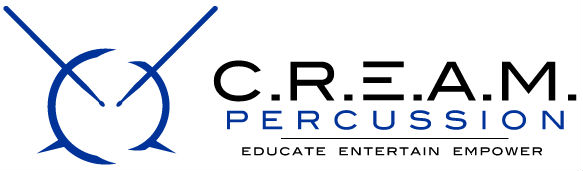 C.R.E.A.M.
PERCUSSION
EDUCATE ENTERTAIN EMPOWER